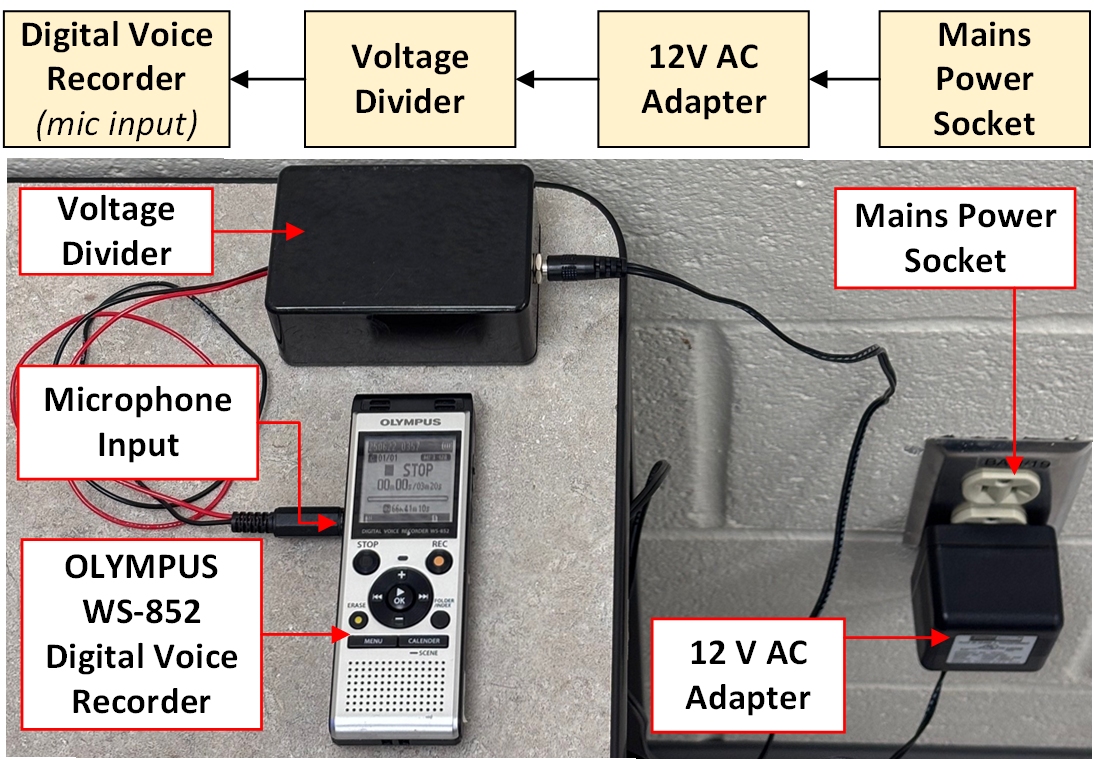 Digital Voice
Recorder
(mic input)
Voltage
Divider
12V AC
Adapter
Mains
Power
Socket
Voltage
Divider
Mains Power
Socket
Microphone
Input
OLYMPUS
WS-852
Digital Voice
Recorder
12 V AC
Adapter
OLYMPUS
01/01
STOP
DIGITAL VOICE RECORDER WS-852
STOP
REC
OK
ERASE
FOLDER
/INDEX
MENU
CALENDER
SCENE